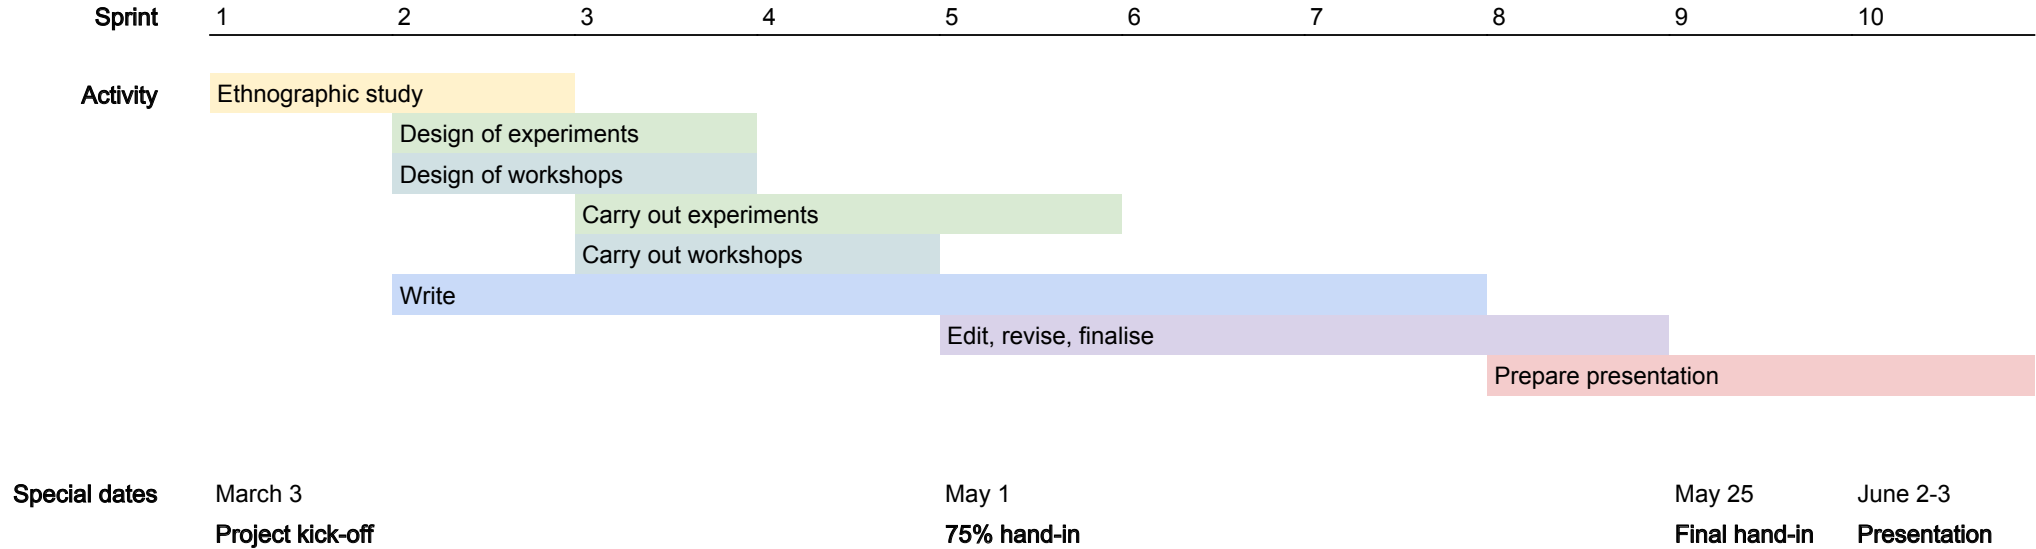 Sprint 1 2 3 4 5 6 7 8 9 10
Activity Ethnographic study
Design of experiments
Design of workshops
Carry out experiments
Carry out workshops
Write
Edit, revise, finalise
Prepare presentation
Special dates March 3 May 1 May 25 June 2-3
Project kick-off 75% hand-in Final hand-in Presentation